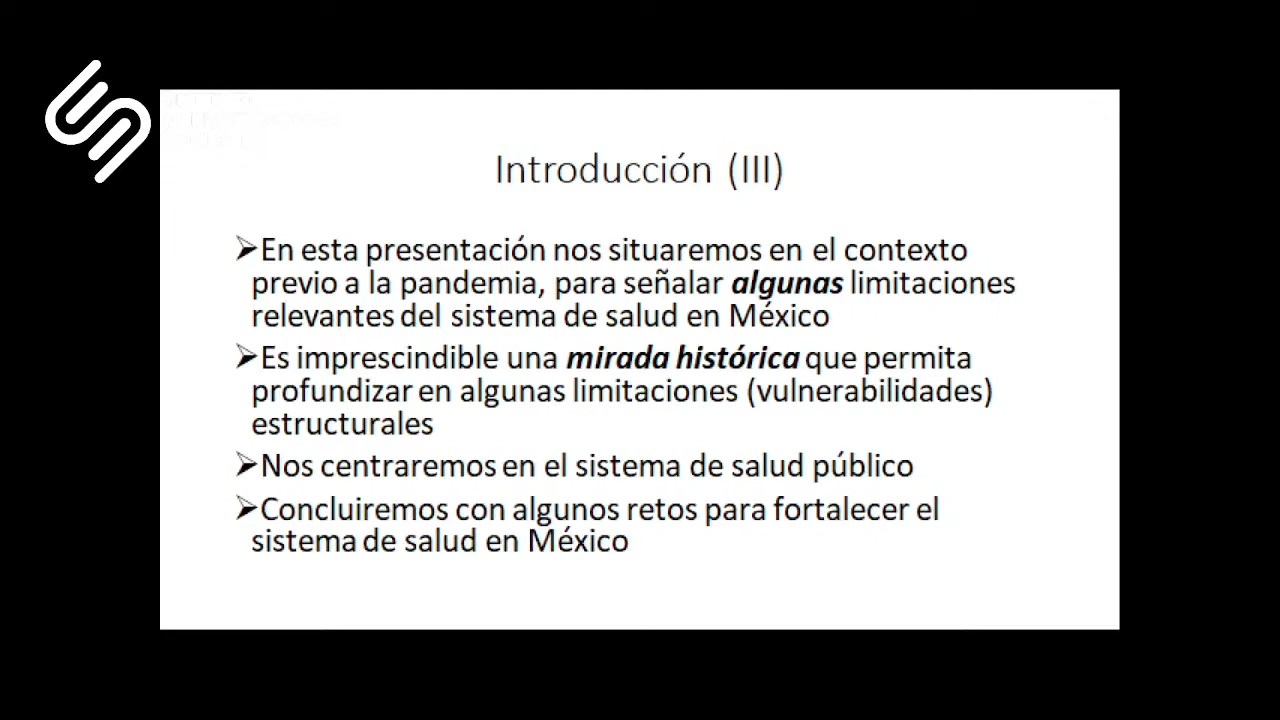 Introducción (III)
➢En esta presentación nos situaremos en el contexto
previo a la pandemia, para señalar algunas limitaciones
relevantes del sistema de salud en México
➢Es imprescindible una mirada histórica que permita
profundizar en algunas limitaciones (vulnerabilidades)
estructurales
➢Nos centraremos en el sistema de salud público
➢Concluiremos con algunos retos para fortalecer el
sistema de salud en México